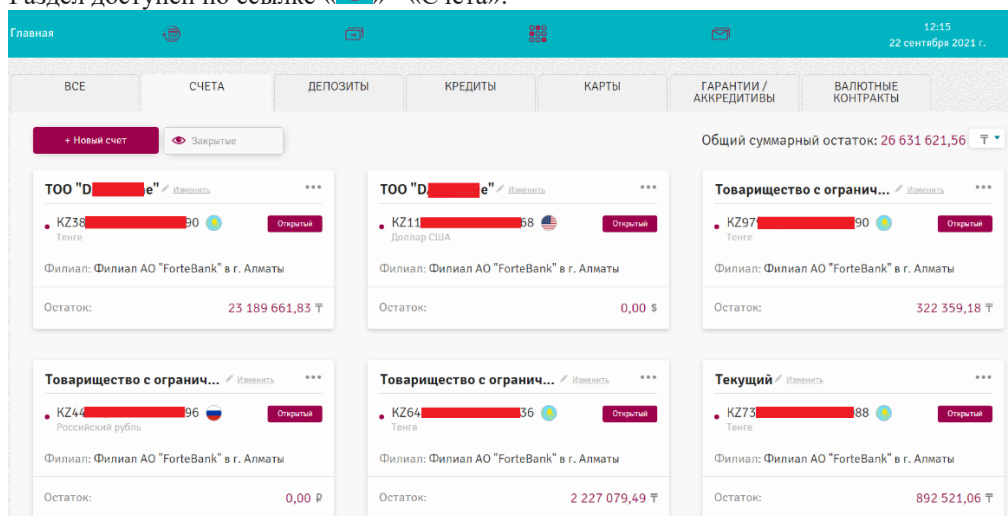 Раздел доступен по ссылке « » - «Счета».
Главная
12:15
22 сентября 2021 г.
ВСЕ СЧЕТА ДЕПОЗИТЫ КРЕДИТЫ КАРТЫ ГАРАНТИИ / АККРЕДИТИВЫ ВАЛЮТНЫЕ КОНТРАКТЫ
+ Новый счет Закрытые Общий суммарный остаток: 26 631 621,56 ₸
ТОО "D e" Изменить •••
KZ38 90 Открытый
Тенге
Филиал: Филиал АО "ForteBank" в г. Алматы
Остаток: 23 189 661,83 ₸
ТОО "D. e" Изменить •••
KZ11 68 Открытый
Доллар США
Филиал: Филиал АО "ForteBank" в г. Алматы
Остаток: 0,00 $
Товарищество с огранич... Изменить •••
KZ97 90 Открытый
Тенге
Филиал: Филиал АО "ForteBank" в г. Алматы
Остаток: 322 359,18 ₸
Товарищество с огранич... Изменить •••
KZ44 96 Открытый
Российский рубль
Филиал: Филиал АО "ForteBank" в г. Алматы
Остаток: 0,00 ₽
Товарищество с огранич... Изменить •••
KZ64 36 Открытый
Тенге
Филиал: Филиал АО "ForteBank" в г. Алматы
Остаток: 2 227 079,49 ₸
Текущий Изменить •••
KZ73 88 Открытый
Тенге
Филиал: Филиал АО "ForteBank" в г. Алматы
Остаток: 892 521,06 ₸